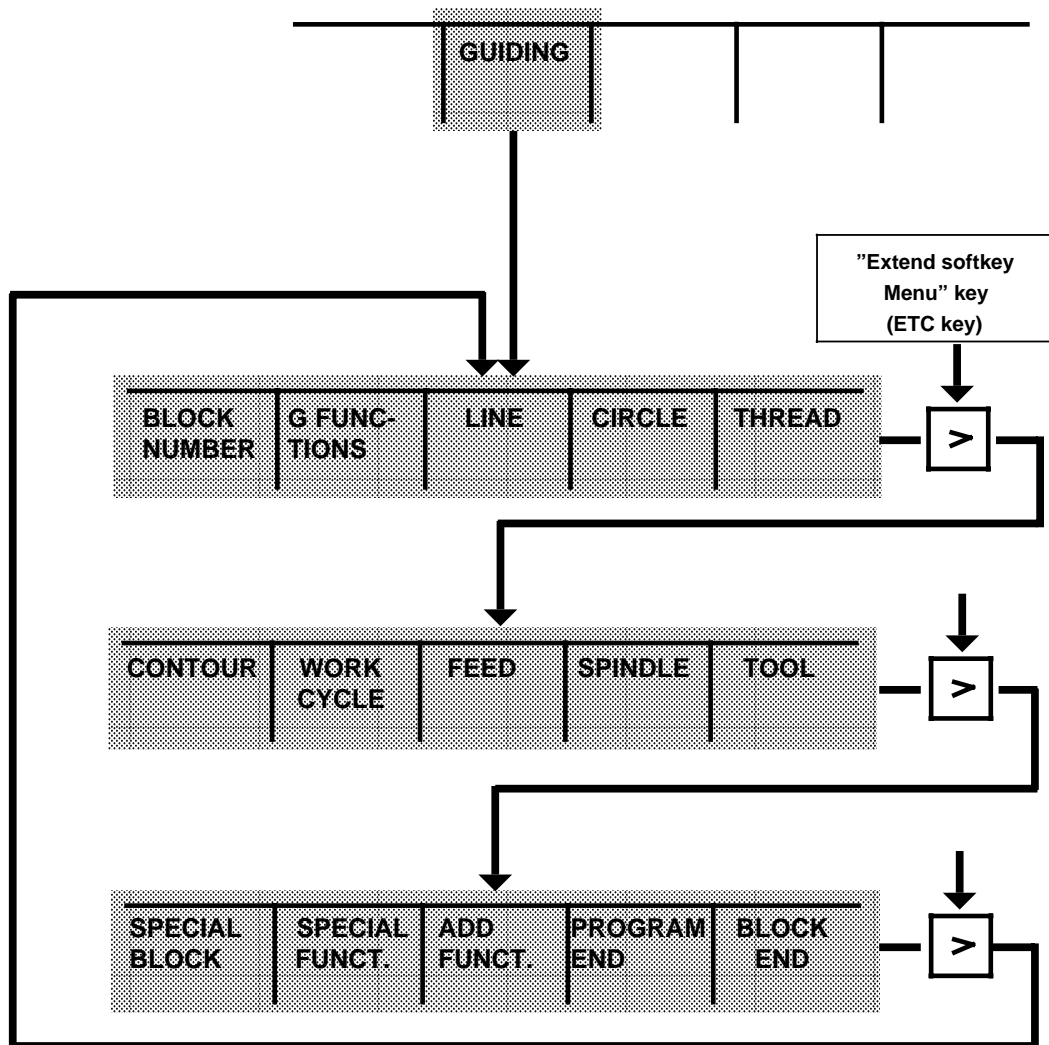 GUIDING
”Extend softkey
Menu” key
(ETC key)
BLOCK NUMBER
G FUNC-TIONS
LINE
CIRCLE
THREAD
>
CONTOUR
WORK CYCLE
FEED
SPINDLE
TOOL
>
SPECIAL BLOCK
SPECIAL FUNCT.
ADD FUNCT.
PROGRAM END
BLOCK END
>